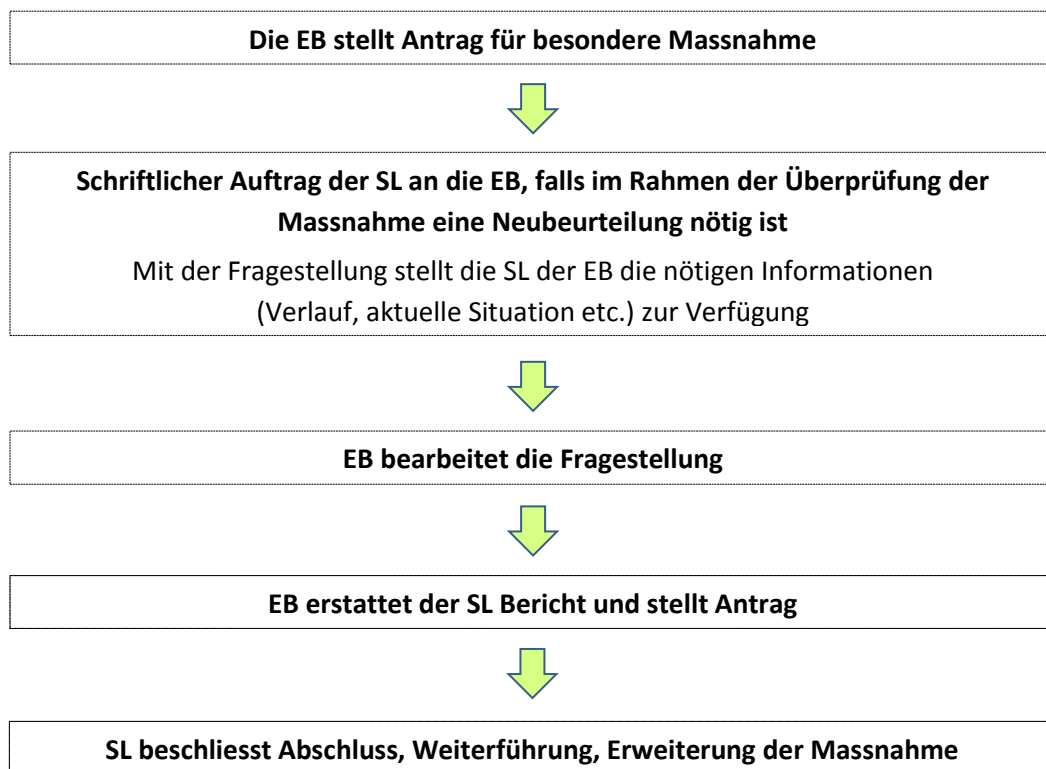 Die EB stellt Antrag für besondere Massnahme
Schriftlicher Auftrag der SL an die EB, falls im Rahmen der Überprüfung der
Massnahme eine Neubeurteilung nötig ist
Mit der Fragestellung stellt die SL der EB die nötigen Informationen
(Verlauf, aktuelle Situation etc.) zur Verfügung
EB bearbeitet die Fragestellung
EB erstattet der SL Bericht und stellt Antrag
SL beschliesst Abschluss, Weiterführung, Erweiterung der Massnahme